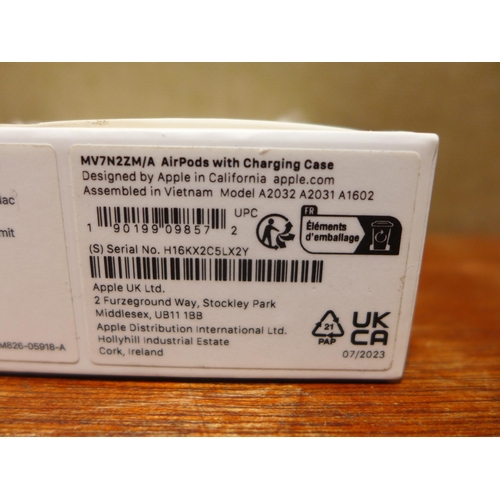 MV7N2ZM/A AirPods with Charging Case
Designed by Apple in California apple.com
Assembled in Vietnam Model A2032 A2031 A1602
1 90199 09857 2 UPC
FR
Éléments
d'emballage
(S) Serial No. H16KX2C5LX2Y
Apple UK Ltd.
2 Furzeground Way, Stockley Park
Middlesex, UB11 1BB
Apple Distribution International Ltd.
Hollyhill Industrial Estate
Cork, Ireland
21
PAP
UK
CA
07/2023